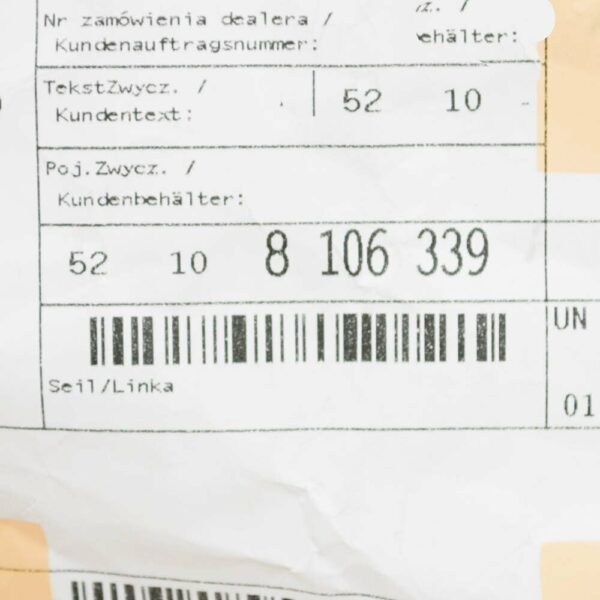 Nr zamówienia dealera /
Kundenauftragsnummer:
z. /
ehälter:
TekstZwycz. /
Kundentext:
52 10
Poj.Zwycz. /
Kundenbehälter:
52 10 8 106 339
UN
Seil/Linka
01